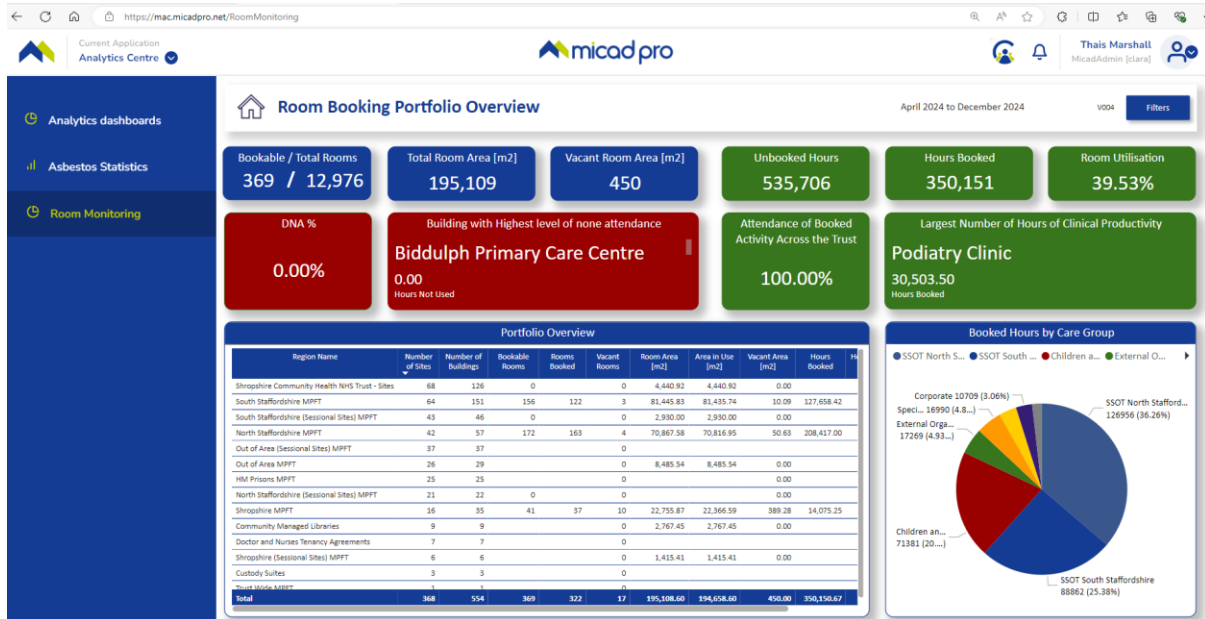 https://mac.micadpro.net/RoomMonitoring
Current Application
Analytics Centre
micad pro
Thais Marshall
MicadAdmin [clara]
Analytics dashboards
Asbestos Statistics
Room Monitoring
Room Booking Portfolio Overview
April 2024 to December 2024
V004
Filters
Bookable / Total Rooms
369 / 12,976
Total Room Area [m2]
195,109
Vacant Room Area [m2]
450
Unbooked Hours
535,706
Hours Booked
350,151
Room Utilisation
39.53%
DNA %
0.00%
Building with Highest level of none attendance
Biddulph Primary Care Centre
0.00
Hours Not Used
Attendance of Booked
Activity Across the Trust
100.00%
Largest Number of Hours of Clinical Productivity
Podiatry Clinic
30,503.50
Hours Booked
Portfolio Overview
Region Name Number of Sites Number of Buildings Bookable Rooms Rooms Booked Vacant Rooms Room Area [m2] Area in Use [m2] Vacant Area [m2] Hours Booked
Shropshire Community Health NHS Trust - Sites 68 126 0 0 4,440.92 4,440.92 0.00
South Staffordshire MPFT 64 151 156 122 3 81,445.83 81,435.74 10.09 127,658.42
South Staffordshire (Sessional Sites) MPFT 43 46 0 0 2,930.00 2,930.00 0.00
North Staffordshire MPFT 42 57 172 163 4 70,867.58 70,816.95 50.63 208,417.00
Out of Area (Sessional Sites) MPFT 37 37 0
Out of Area MPFT 26 29 0 8,485.54 8,485.54 0.00
HM Prisons MPFT 25 25 0 0.00
North Staffordshire (Sessional Sites) MPFT 21 22 0 0 0.00
Shropshire MPFT 16 35 41 37 10 22,755.87 22,366.59 389.28 14,075.25
Community Managed Libraries 9 9 0 2,767.45 2,767.45 0.00
Doctor and Nurses Tenancy Agreements 7 7 0
Shropshire (Sessional Sites) MPFT 6 6 0 1,415.41 1,415.41 0.00
Custody Suites 3 3 0
Trust Wide MPFT 1 1 0
Total 368 554 369 322 17 195,108.60 194,658.60 450.00 350,150.67
Booked Hours by Care Group
SSOT North S... SSOT South ... Children a... External O...
Corporate 10709 (3.06%)
Speci... 16990 (4.8...)
External Orga...
17269 (4.93...)
Children an...
71381 (20....)
SSOT North Stafford...
126956 (36.26%)
SSOT South Staffordshire
88862 (25.38%)